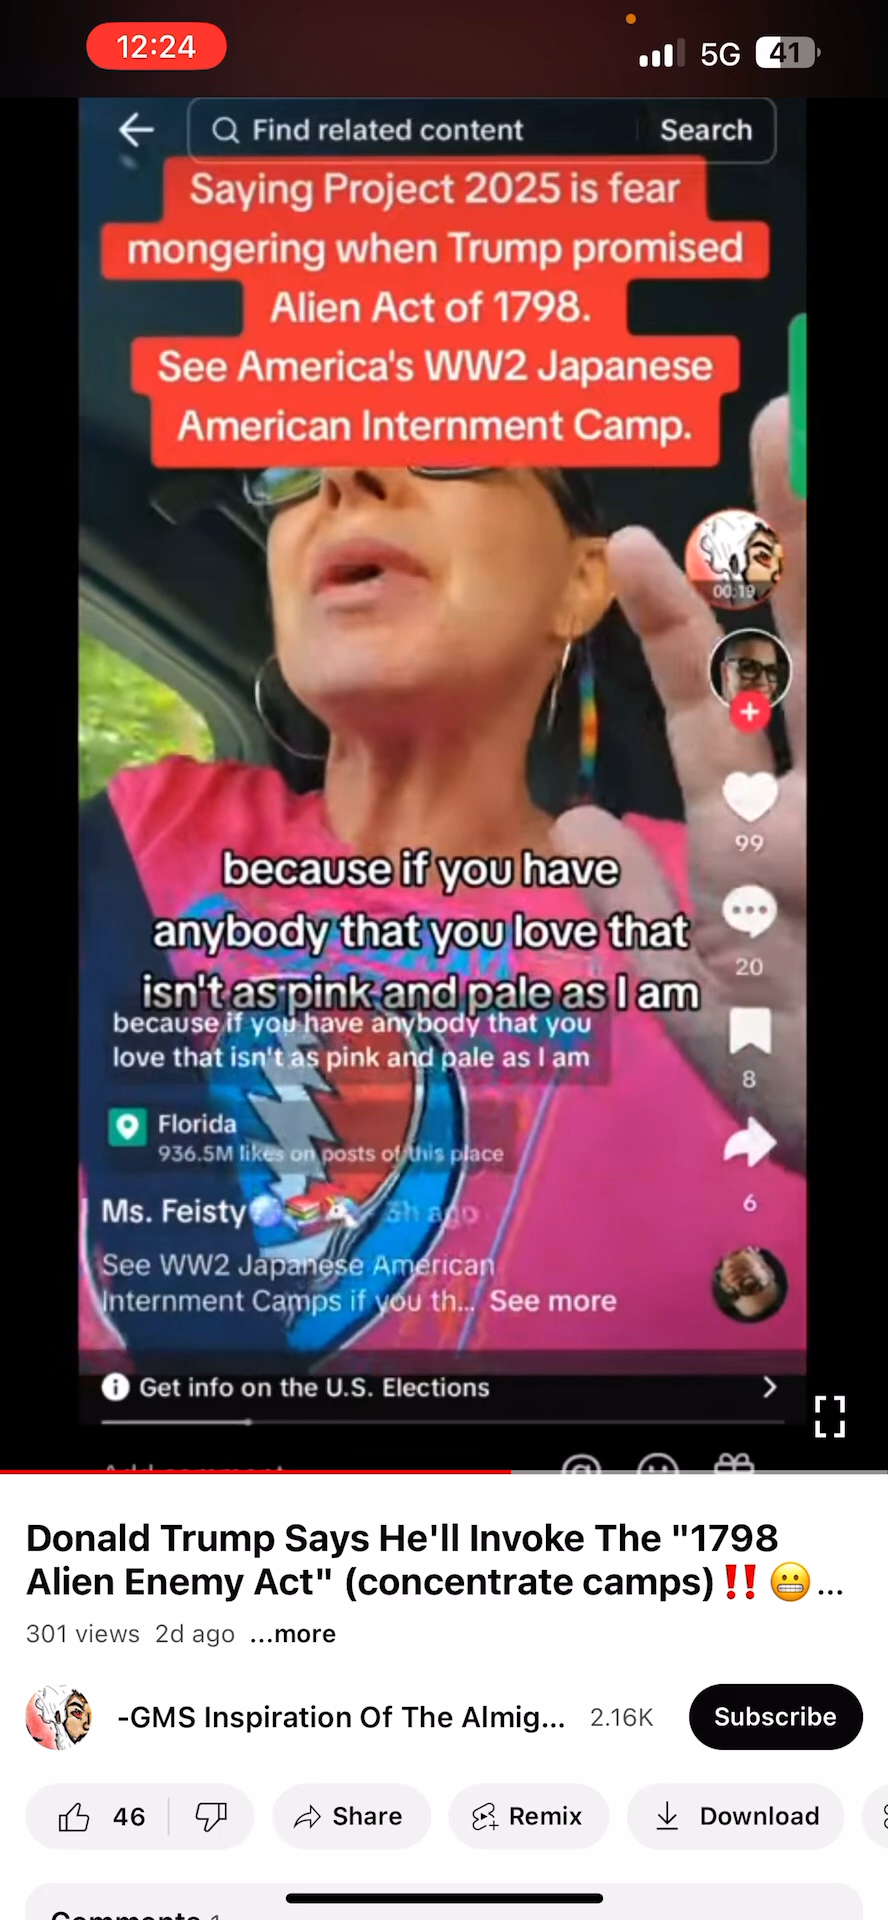 12:24
5G 41
Find related content Search
Saying Project 2025 is fear
mongering when Trump promised
Alien Act of 1798.
See America's WW2 Japanese
American Internment Camp.
00:19
99
because if you have
anybody that you love that
isn't as pink and pale as I am
20
because if you have anybody that you
love that isn't as pink and pale as I am
8
Florida
936.5M likes on posts of this place
6
Ms. Feisty 3h ago
See WW2 Japanese American
Internment Camps if you th... See more
Get info on the U.S. Elections
Donald Trump Says He'll Invoke The "1798
Alien Enemy Act" (concentrate camps)‼️😬...
301 views 2d ago ...more
-GMS Inspiration Of The Almig... 2.16K Subscribe
46 Share Remix Download